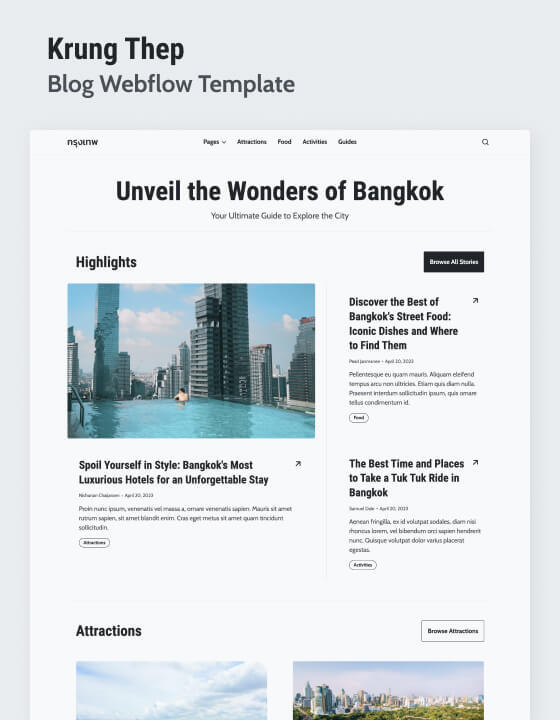 Krung Thep
Blog Webflow Template
กรุงเทพ
Pages Attractions Food Activities Guides
Unveil the Wonders of Bangkok
Your Ultimate Guide to Explore the City
Highlights
Browse All Stories
Spoil Yourself in Style: Bangkok's Most
Luxurious Hotels for an Unforgettable Stay
Nichanan Chaijaroen • April 20, 2023
Proin nunc ipsum, venenatis vel massa a, ornare venenatis sapien. Mauris sit amet
rutrum sapien, sit amet blandit enim. Cras eget metus sit amet quam tincidunt
sollicitudin.
Attractions
Discover the Best of
Bangkok's Street Food:
Iconic Dishes and Where
to Find Them
April 20, 2023
Pellentesque eu quam mauris. Aliquam eleifend
tempus arcu non ultricies. Etiam quis diam nulla.
Praesent interdum sollicitudin ipsum, quis ornare
tellus condimentum id.
Food
The Best Time and Places
to Take a Tuk Tuk Ride in
Bangkok
Samuel Dale • April 20, 2023
Aenean fringilla, ex id volutpat sodales, diam nisi
rhoncus lorem, vel bibendum orci sapien hendrerit
nunc. Quisque volutpat dolor varius placerat
egestas.
Activities
Attractions
Browse Attractions